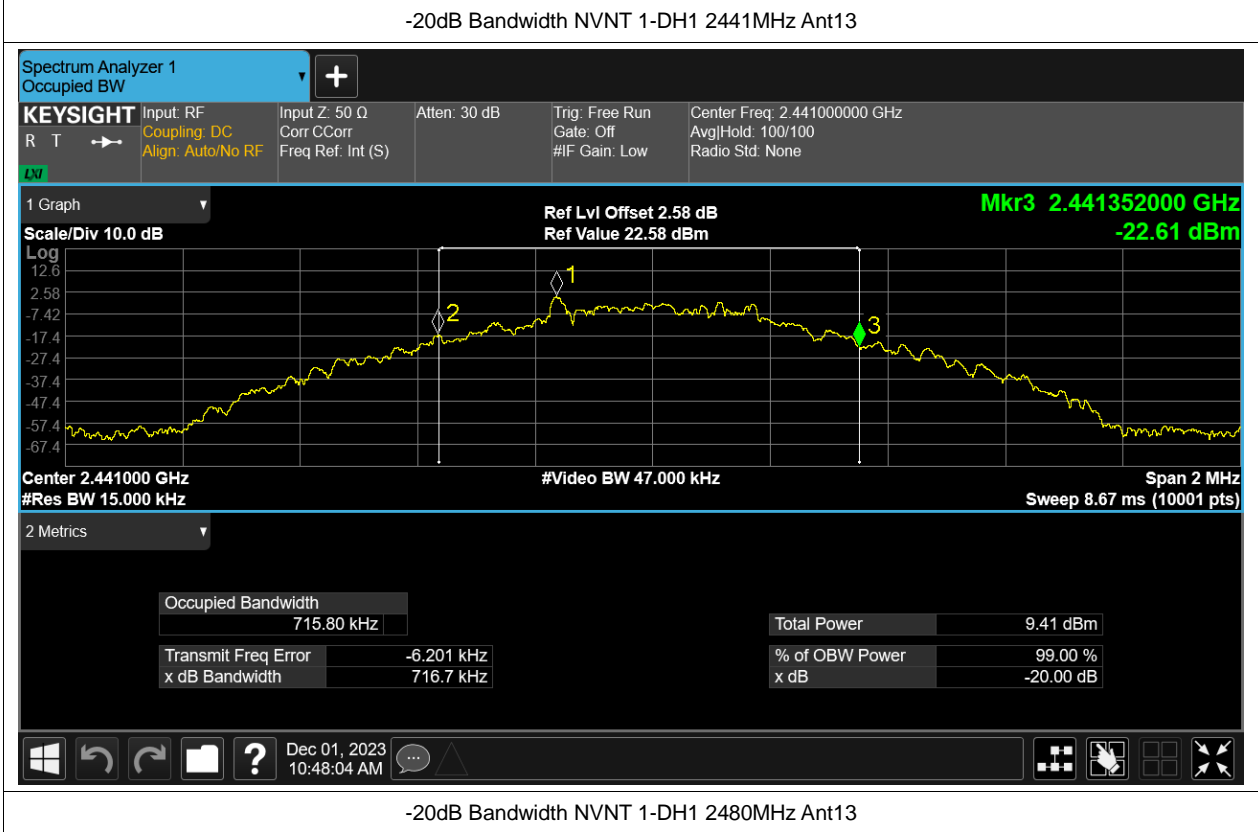 -20dB Bandwidth NVNT 1-DH1 2441MHz Ant13
Spectrum Analyzer 1
Occupied BW
KEYSIGHT
R T
LXI
Input: RF
Coupling: DC
Align: Auto/No RF
Input Z: 50 Ω
Corr CCorr
Freq Ref: Int (S)
Atten: 30 dB
Trig: Free Run
Gate: Off
#IF Gain: Low
Center Freq: 2.441000000 GHz
Avg|Hold: 100/100
Radio Std: None
1 Graph
Scale/Div 10.0 dB
Ref Lvl Offset 2.58 dB
Ref Value 22.58 dBm
Mkr3 2.441352000 GHz
-22.61 dBm
Log
12.6
2.58
-7.42
-17.4
-27.4
-37.4
-47.4
-57.4
-67.4
1
2
3
Center 2.441000 GHz
#Video BW 47.000 kHz
Span 2 MHz
#Res BW 15.000 kHz
Sweep 8.67 ms (10001 pts)
2 Metrics
Occupied Bandwidth
715.80 kHz
Transmit Freq Error -6.201 kHz
x dB Bandwidth 716.7 kHz
Total Power 9.41 dBm
% of OBW Power 99.00 %
x dB -20.00 dB
?
Dec 01, 2023
10:48:04 AM
-20dB Bandwidth NVNT 1-DH1 2480MHz Ant13